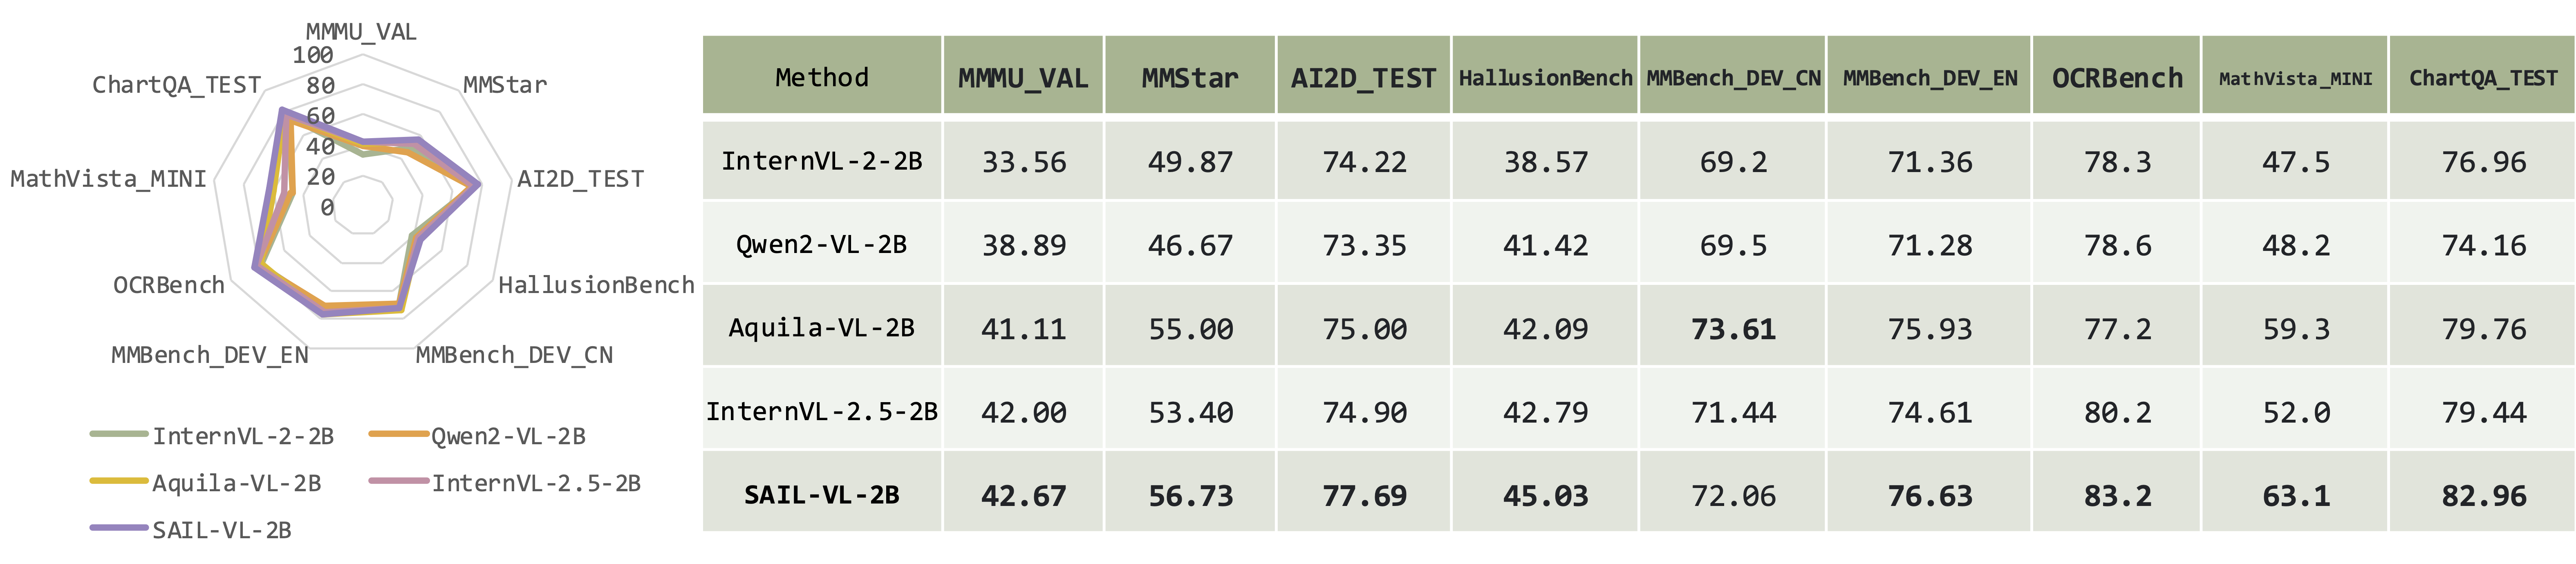 MMMU_VAL
100
80
60
40
20
0
MMStar
AI2D_TEST
HallusionBench
MMBench_DEV_CN
MMBench_DEV_EN
OCRBench
MathVista_MINI
ChartQA_TEST
InternVL-2-2B Qwen2-VL-2B
Aquila-VL-2B InternVL-2.5-2B
SAIL-VL-2B
Method MMMU_VAL MMStar AI2D_TEST HallusionBench MMBench_DEV_CN MMBench_DEV_EN OCRBench MathVista_MINI ChartQA_TEST
InternVL-2-2B 33.56 49.87 74.22 38.57 69.2 71.36 78.3 47.5 76.96
Qwen2-VL-2B 38.89 46.67 73.35 41.42 69.5 71.28 78.6 48.2 74.16
Aquila-VL-2B 41.11 55.00 75.00 42.09 73.61 75.93 77.2 59.3 79.76
InternVL-2.5-2B 42.00 53.40 74.90 42.79 71.44 74.61 80.2 52.0 79.44
SAIL-VL-2B 42.67 56.73 77.69 45.03 72.06 76.63 83.2 63.1 82.96